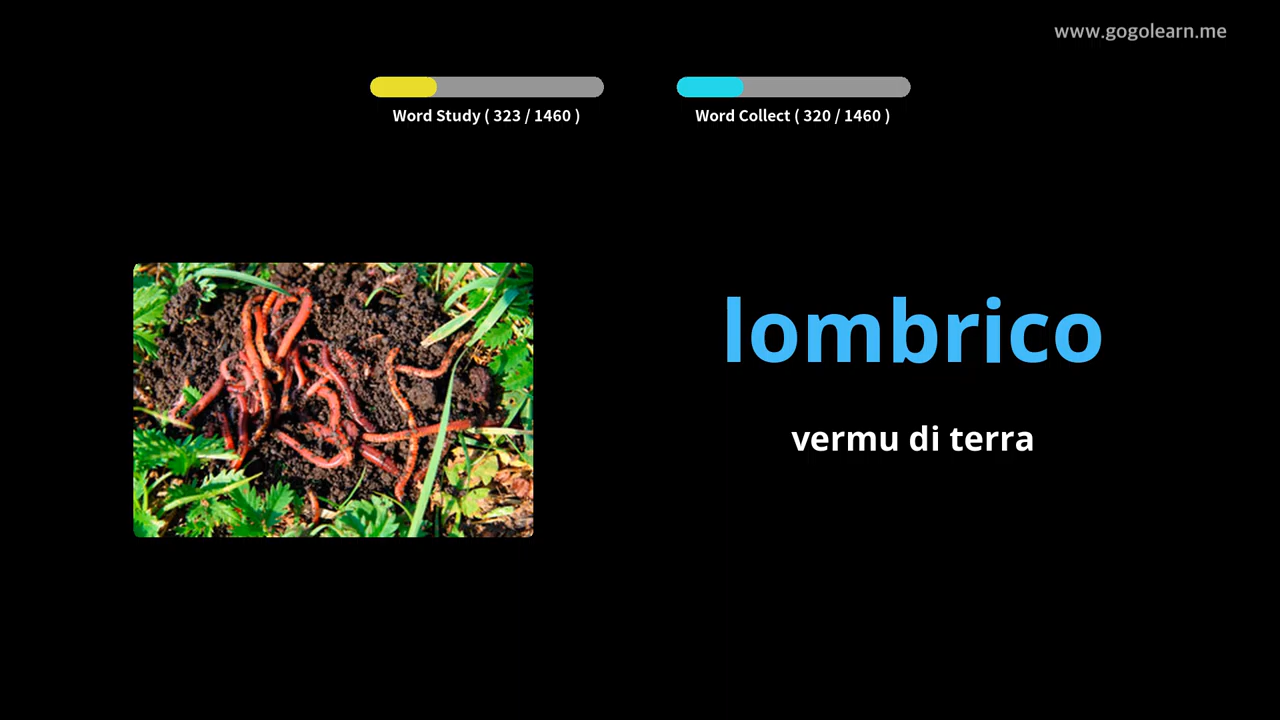 www.gogolearn.me
Word Study ( 323 / 1460 )
Word Collect ( 320 / 1460 )
lombrico
vermu di terra